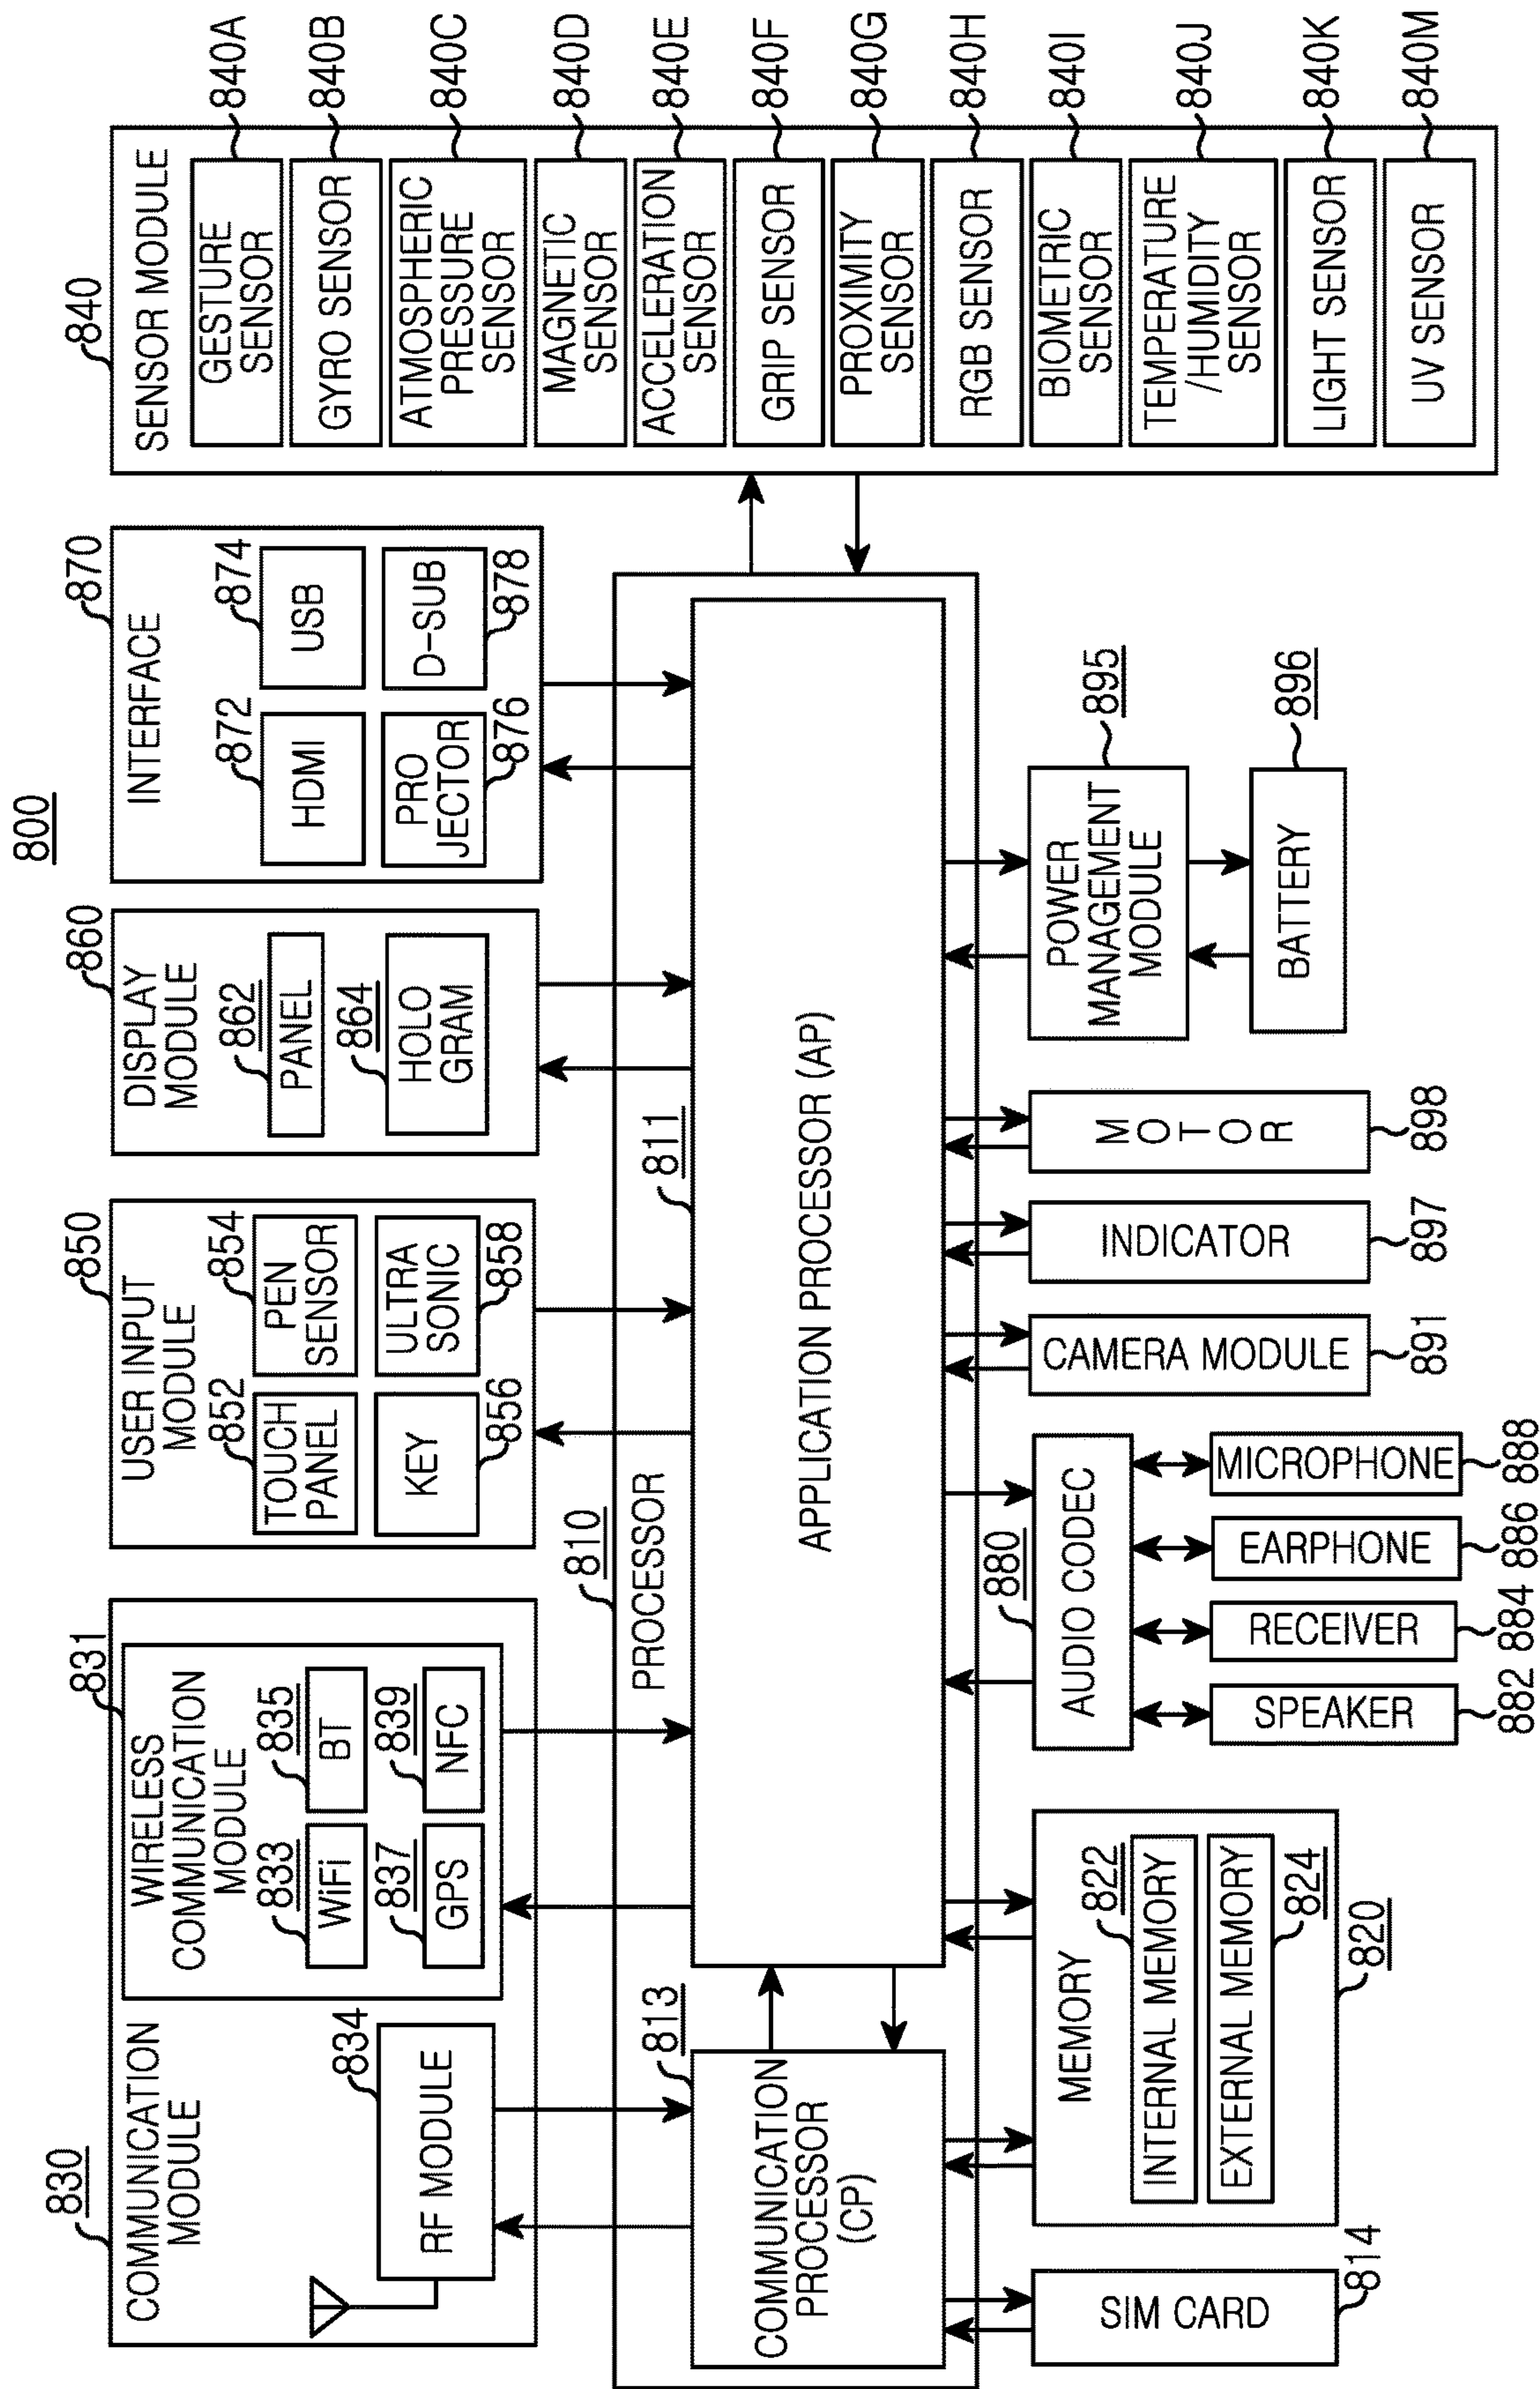 800
830
COMMUNICATION
MODULE
834
RF MODULE
831
WIRELESS
COMMUNICATION
MODULE
833
WiFi
835
BT
837
GPS
839
NFC
850
USER INPUT
MODULE
852
TOUCH
PANEL
854
PEN
SENSOR
KEY
856
ULTRA
SONIC
858
860
DISPLAY
MODULE
862
PANEL
864
HOLO
GRAM
870
INTERFACE
872
HDMI
874
USB
PRO
JECTOR
876
D-SUB
878
840
SENSOR MODULE
GESTURE
SENSOR
840A
GYRO SENSOR
840B
ATMOSPHERIC
PRESSURE
SENSOR
840C
MAGNETIC
SENSOR
840D
ACCELERATION
SENSOR
840E
GRIP SENSOR
840F
PROXIMITY
SENSOR
840G
RGB SENSOR
840H
BIOMETRIC
SENSOR
840I
TEMPERATURE
/HUMIDITY
SENSOR
840J
LIGHT SENSOR
840K
UV SENSOR
840M
810
PROCESSOR
813
COMMUNICATION
PROCESSOR
(CP)
811
APPLICATION PROCESSOR (AP)
SIM CARD
814
MEMORY
822
INTERNAL MEMORY
EXTERNAL MEMORY
824
820
880
AUDIO CODEC
SPEAKER
882
RECEIVER
884
EARPHONE
886
MICROPHONE
888
CAMERA MODULE
891
INDICATOR
897
MOTOR
898
POWER
MANAGEMENT
MODULE
895
BATTERY
896